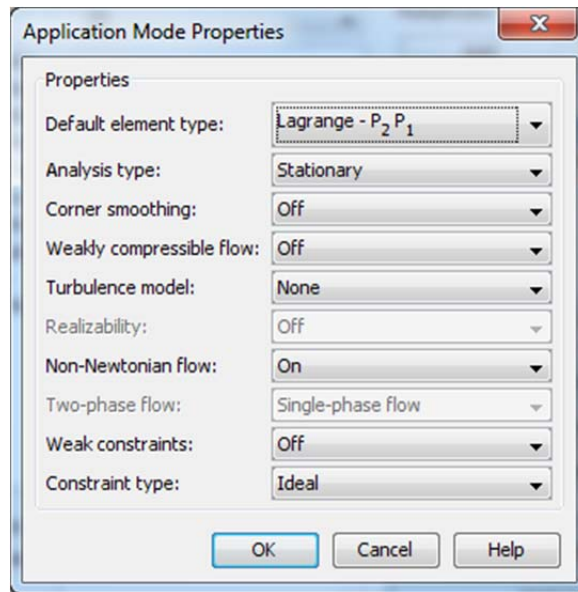 Application Mode Properties
Properties
Default element type: Lagrange - P₂ P₁
Analysis type: Stationary
Corner smoothing: Off
Weakly compressible flow: Off
Turbulence model: None
Realizability: Off
Non-Newtonian flow: On
Two-phase flow: Single-phase flow
Weak constraints: Off
Constraint type: Ideal
OK Cancel Help